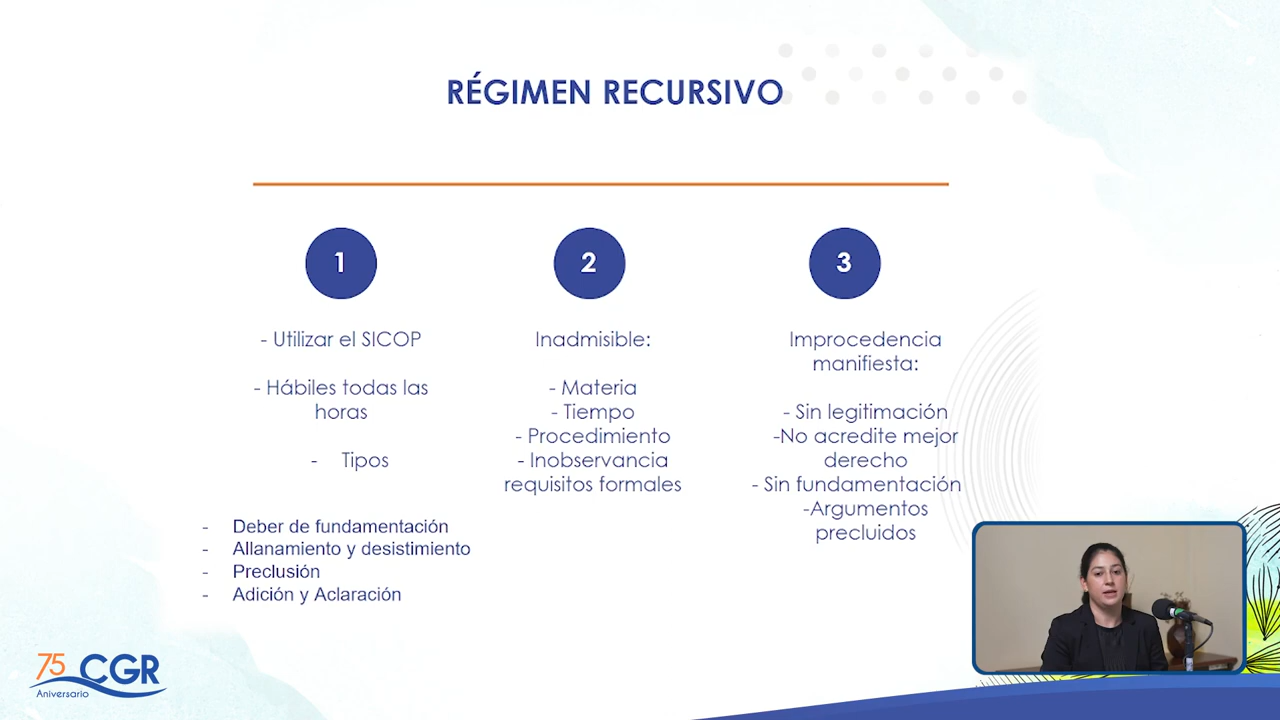 RÉGIMEN RECURSIVO
1
- Utilizar el SICOP
- Hábiles todas las
horas
- Tipos
- Deber de fundamentación
- Allanamiento y desistimiento
- Preclusión
- Adición y Aclaración
2
Inadmisible:
- Materia
- Tiempo
- Procedimiento
- Inobservancia
requisitos formales
3
Improcedencia
manifiesta:
- Sin legitimación
-No acredite mejor
derecho
- Sin fundamentación
-Argumentos
precluidos
75 CGR
Aniversario